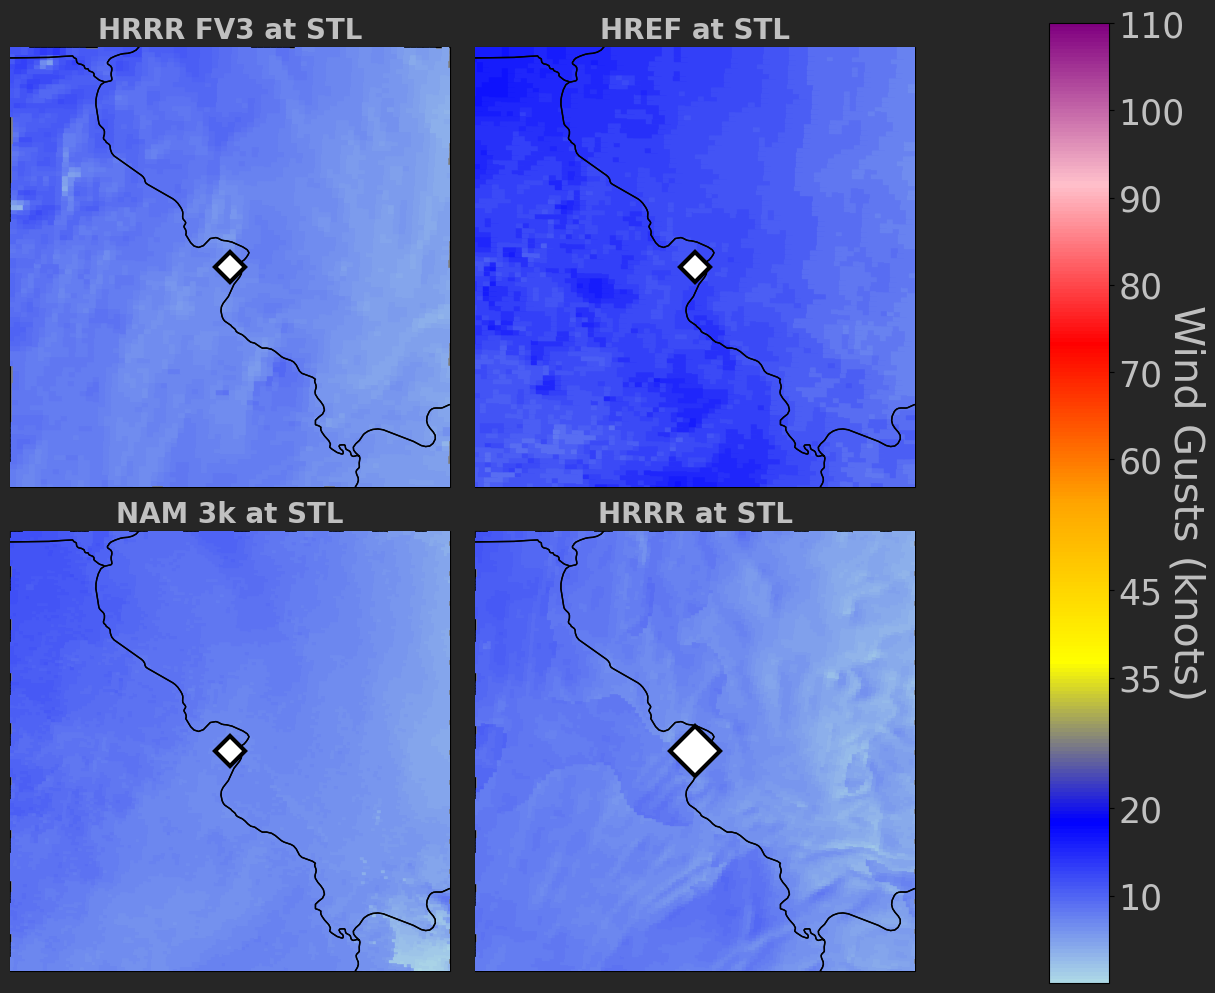 HRRR FV3 at STL
HREF at STL
NAM 3k at STL
HRRR at STL
110
100
90
80
70
60
45
35
20
10
Wind Gusts (knots)